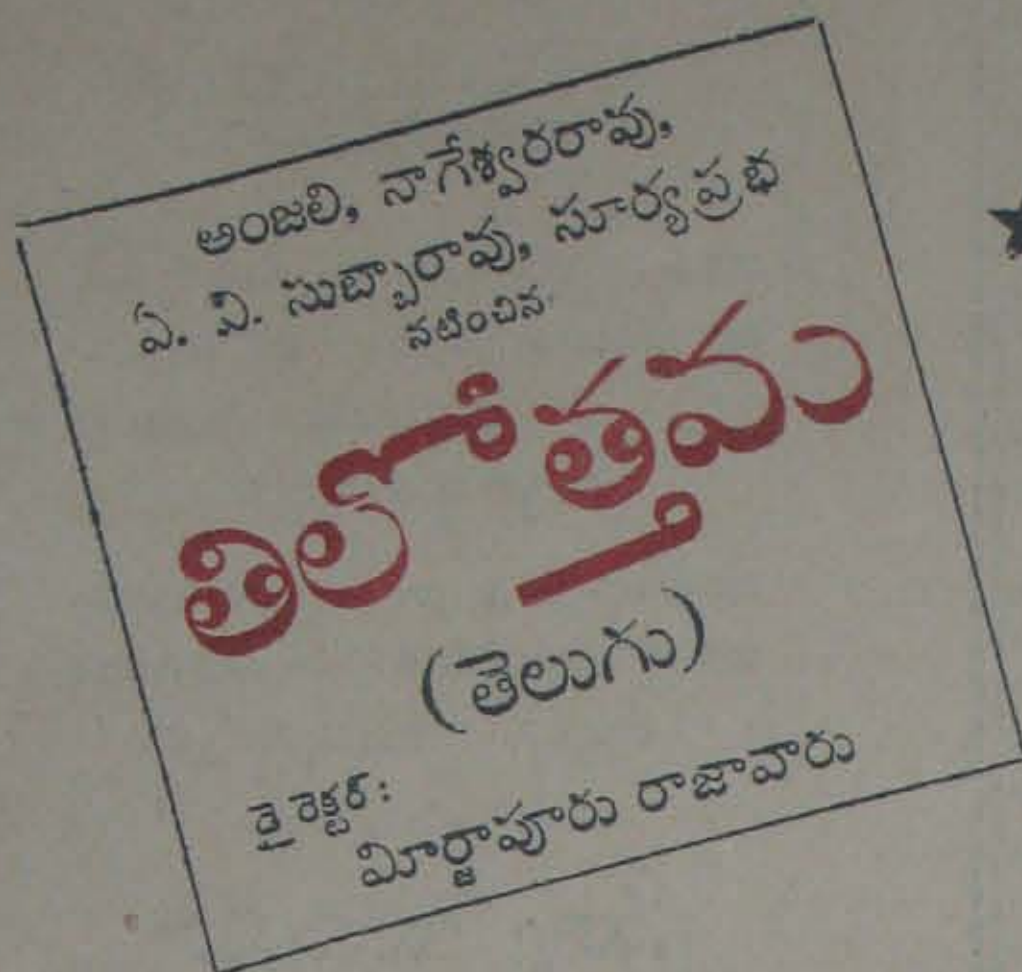 అంజలి, నాగేశ్వరరావు,
ఏ. వి. సుబ్బారావు, సూర్యప్రభ
నటించిన
తిలోత్తమ
(తెలుగు)
డైరెక్టర్:
మీర్జాపూరు రాజావారు